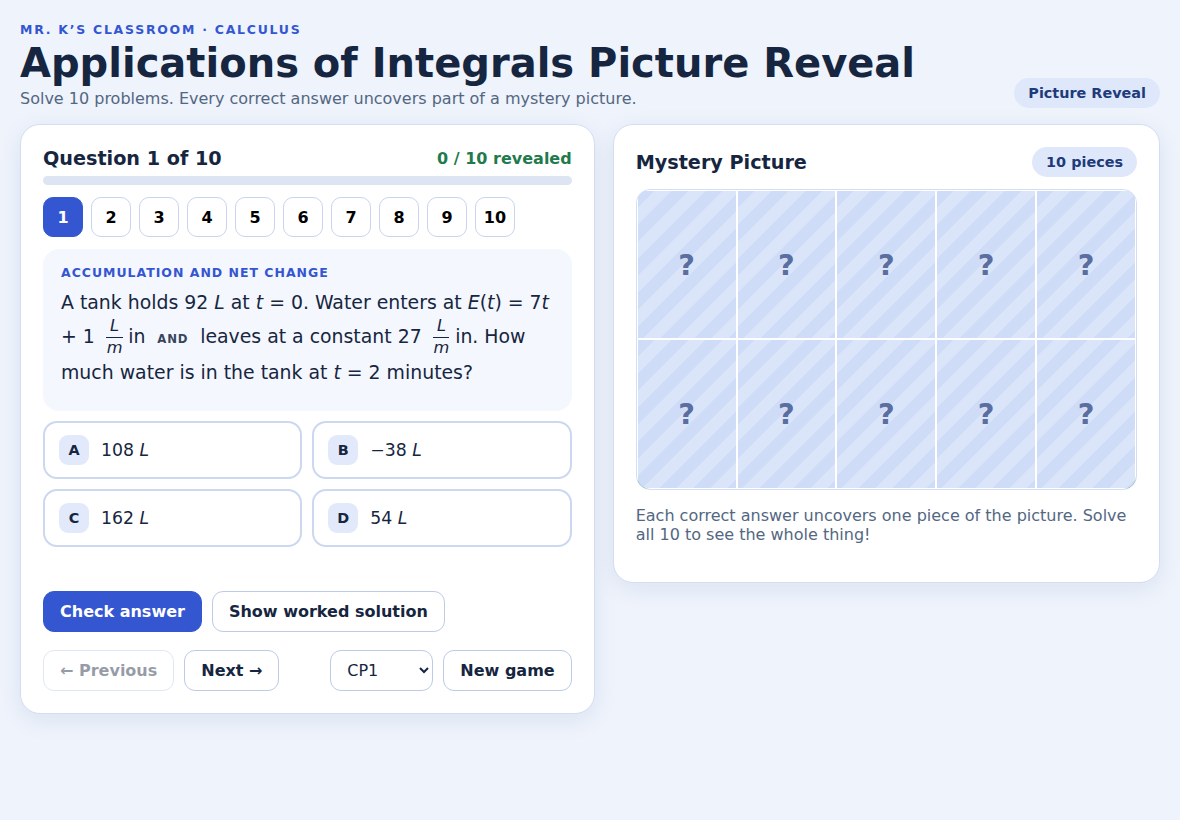 MR. K'S CLASSROOM · CALCULUS
Applications of Integrals Picture Reveal
Solve 10 problems. Every correct answer uncovers part of a mystery picture.
Picture Reveal
Question 1 of 10
0 / 10 revealed
1 2 3 4 5 6 7 8 9 10
ACCUMULATION AND NET CHANGE
A tank holds 92 L at t = 0. Water enters at E(t) = 7t
+ 1 L/m in AND leaves at a constant 27 L/m in. How
much water is in the tank at t = 2 minutes?
A 108 L
B −38 L
C 162 L
D 54 L
Check answer
Show worked solution
← Previous
Next →
CP1
New game
Mystery Picture
10 pieces
? ? ? ? ?
? ? ? ? ?
Each correct answer uncovers one piece of the picture. Solve
all 10 to see the whole thing!